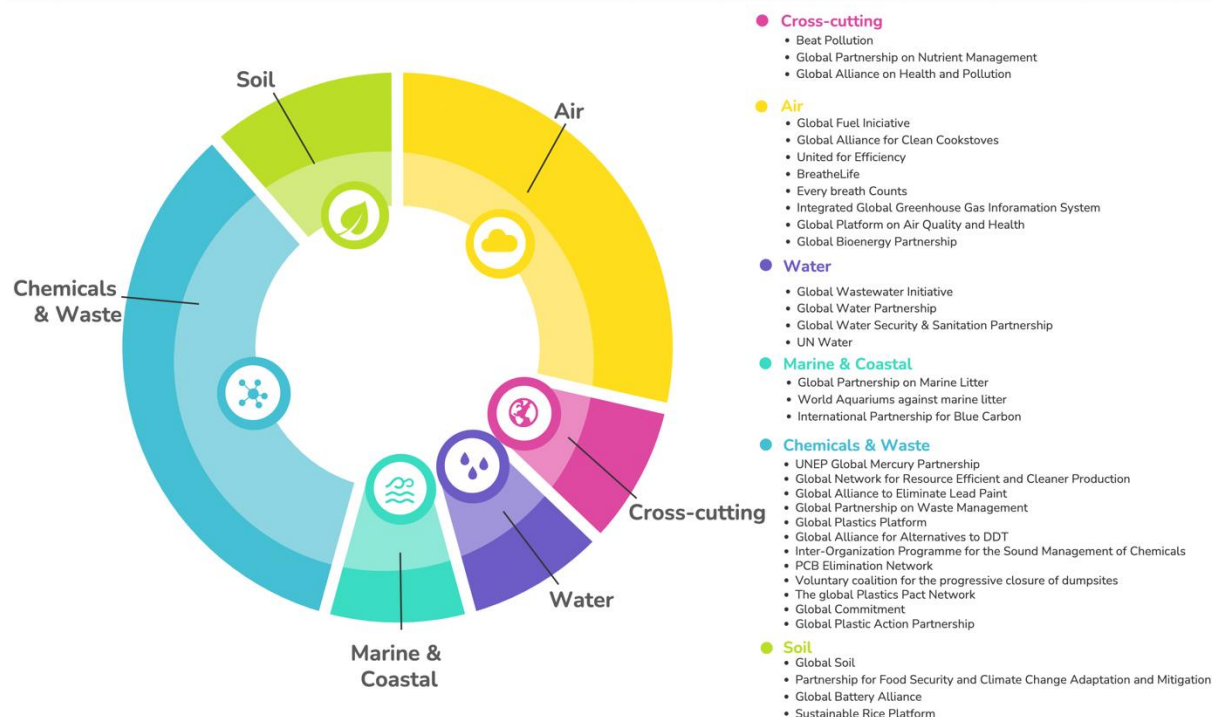 Soil
Air
Chemicals
& Waste
Cross-cutting
Water
Marine &
Coastal
Cross-cutting
Beat Pollution
Global Partnership on Nutrient Management
Global Alliance on Health and Pollution
Air
Global Fuel Iniciative
Global Alliance for Clean Cookstoves
United for Efficiency
BreatheLife
Every breath Counts
Integrated Global Greenhouse Gas Inforamation System
Global Platform on Air Quality and Health
Global Bioenergy Partnership
Water
Global Wastewater Initiative
Global Water Partnership
Global Water Security & Sanitation Partnership
UN Water
Marine & Coastal
Global Partnership on Marine Litter
World Aquariums against marine litter
International Partnership for Blue Carbon
Chemicals & Waste
UNEP Global Mercury Partnership
Global Network for Resource Efficient and Cleaner Production
Global Alliance to Eliminate Lead Paint
Global Partnership on Waste Management
Global Plastics Platform
Global Alliance for Alternatives to DDT
Inter-Organization Programme for the Sound Management of Chemicals
PCB Elimination Network
Voluntary coalition for the progressive closure of dumpsites
The global Plastics Pact Network
Global Commitment
Global Plastic Action Partnership
Soil
Global Soil
Partnership for Food Security and Climate Change Adaptation and Mitigation
Global Battery Alliance
Sustainable Rice Platform